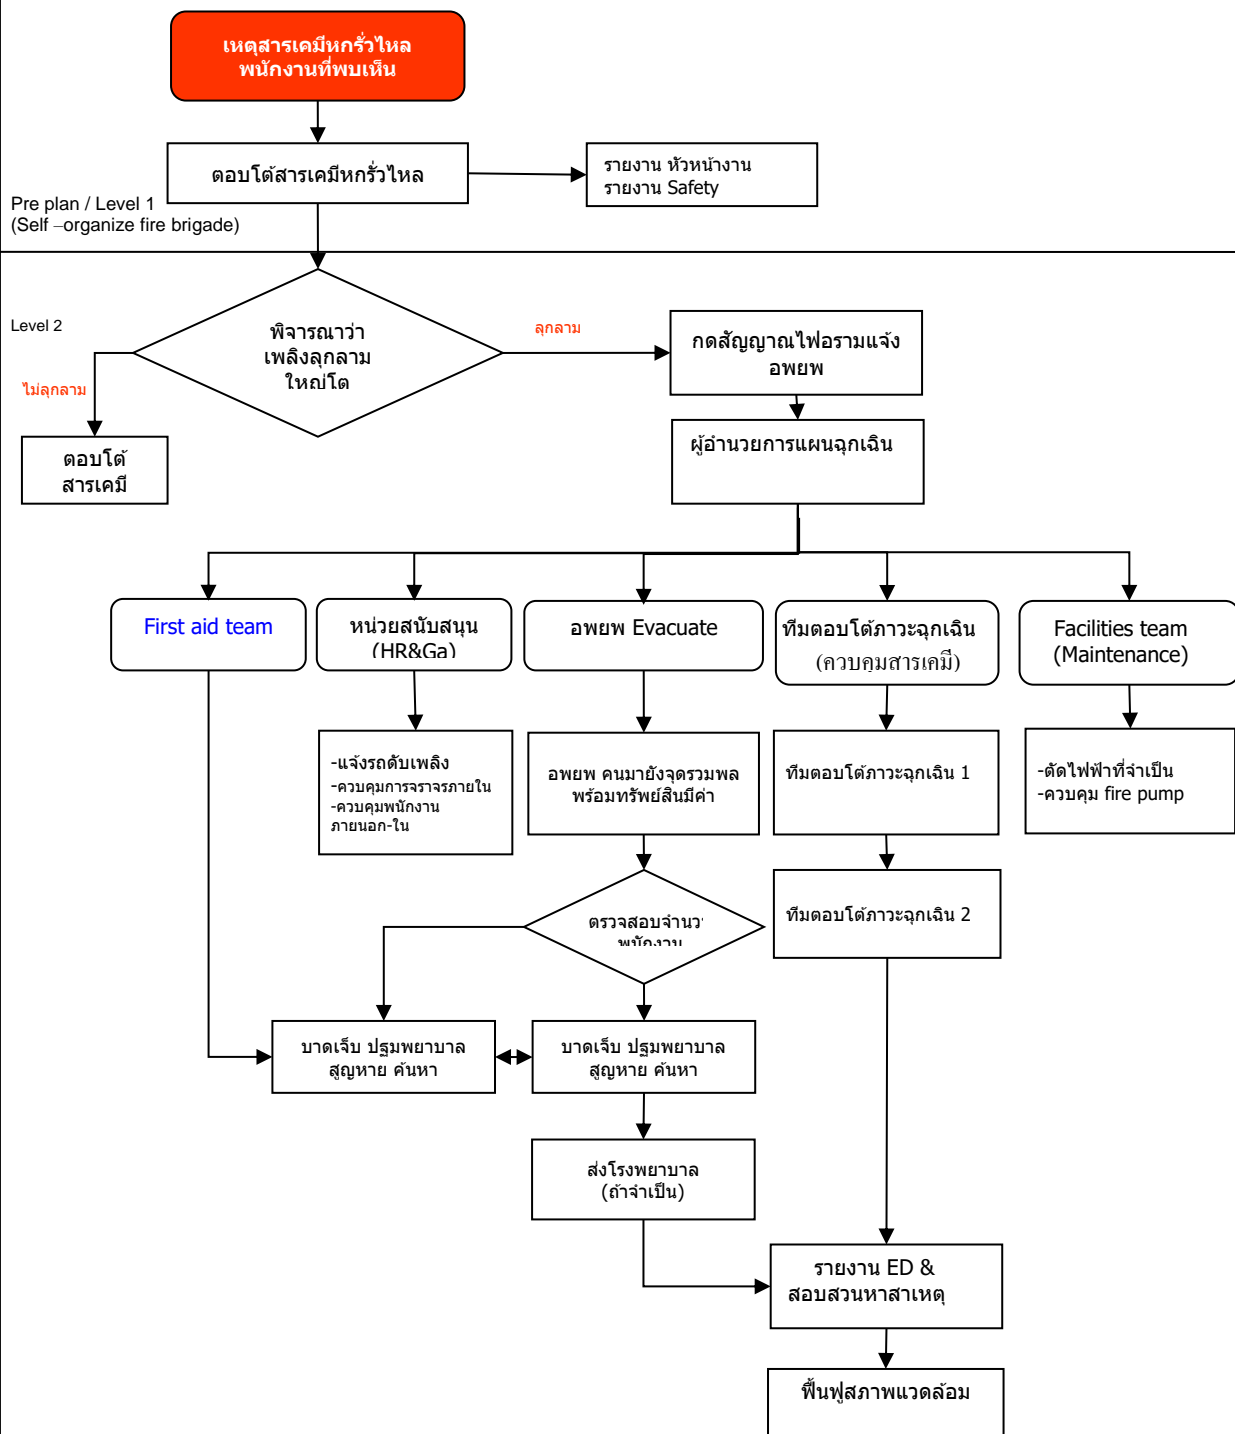 เหตุสารเคมีหกรั่วไหล
พนักงานที่พบเห็น
ตอบโต้สารเคมีหกรั่วไหล
รายงาน หัวหน้างาน
รายงาน Safety
Pre plan / Level 1
(Self –organize fire brigade)
Level 2
พิจารณาว่า
เพลิงลุกลาม
ใหญ่โต
ลุกลาม
กดสัญญาณไฟอรามแจ้ง
อพยพ
ไม่ลุกลาม
ตอบโต้
สารเคมี
ผู้อำนวยการแผนฉุกเฉิน
First aid team
หน่วยสนับสนุน
(HR&Ga)
อพยพ Evacuate
ทีมตอบโต้ภาวะฉุกเฉิน
(ควบคุมสารเคมี)
Facilities team
(Maintenance)
-แจ้งรถดับเพลิง
-ควบคุมการจราจรภายใน
-ควบคุมพนักงาน
ภายนอก-ใน
อพยพ คนมายังจุดรวมพล
พร้อมทรัพย์สินมีค่า
ทีมตอบโต้ภาวะฉุกเฉิน 1
-ตัดไฟฟ้าที่จำเป็น
-ควบคุม fire pump
ตรวจสอบจำนว
พนักงาน
ทีมตอบโต้ภาวะฉุกเฉิน 2
บาดเจ็บ ปฐมพยาบาล
สูญหาย ค้นหา
บาดเจ็บ ปฐมพยาบาล
สูญหาย ค้นหา
ส่งโรงพยาบาล
(ถ้าจำเป็น)
รายงาน ED &
สอบสวนหาสาเหตุ
ฟื้นฟูสภาพแวดล้อม